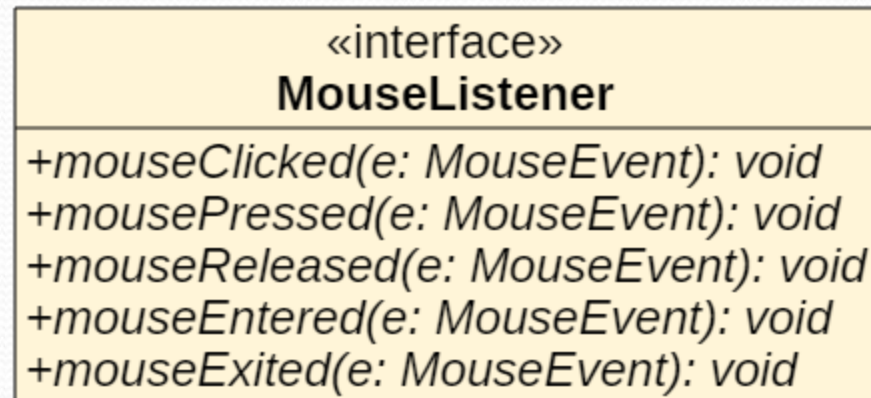 «interface»
MouseListener
+mouseClicked(e: MouseEvent): void
+mousePressed(e: MouseEvent): void
+mouseReleased(e: MouseEvent): void
+mouseEntered(e: MouseEvent): void
+mouseExited(e: MouseEvent): void